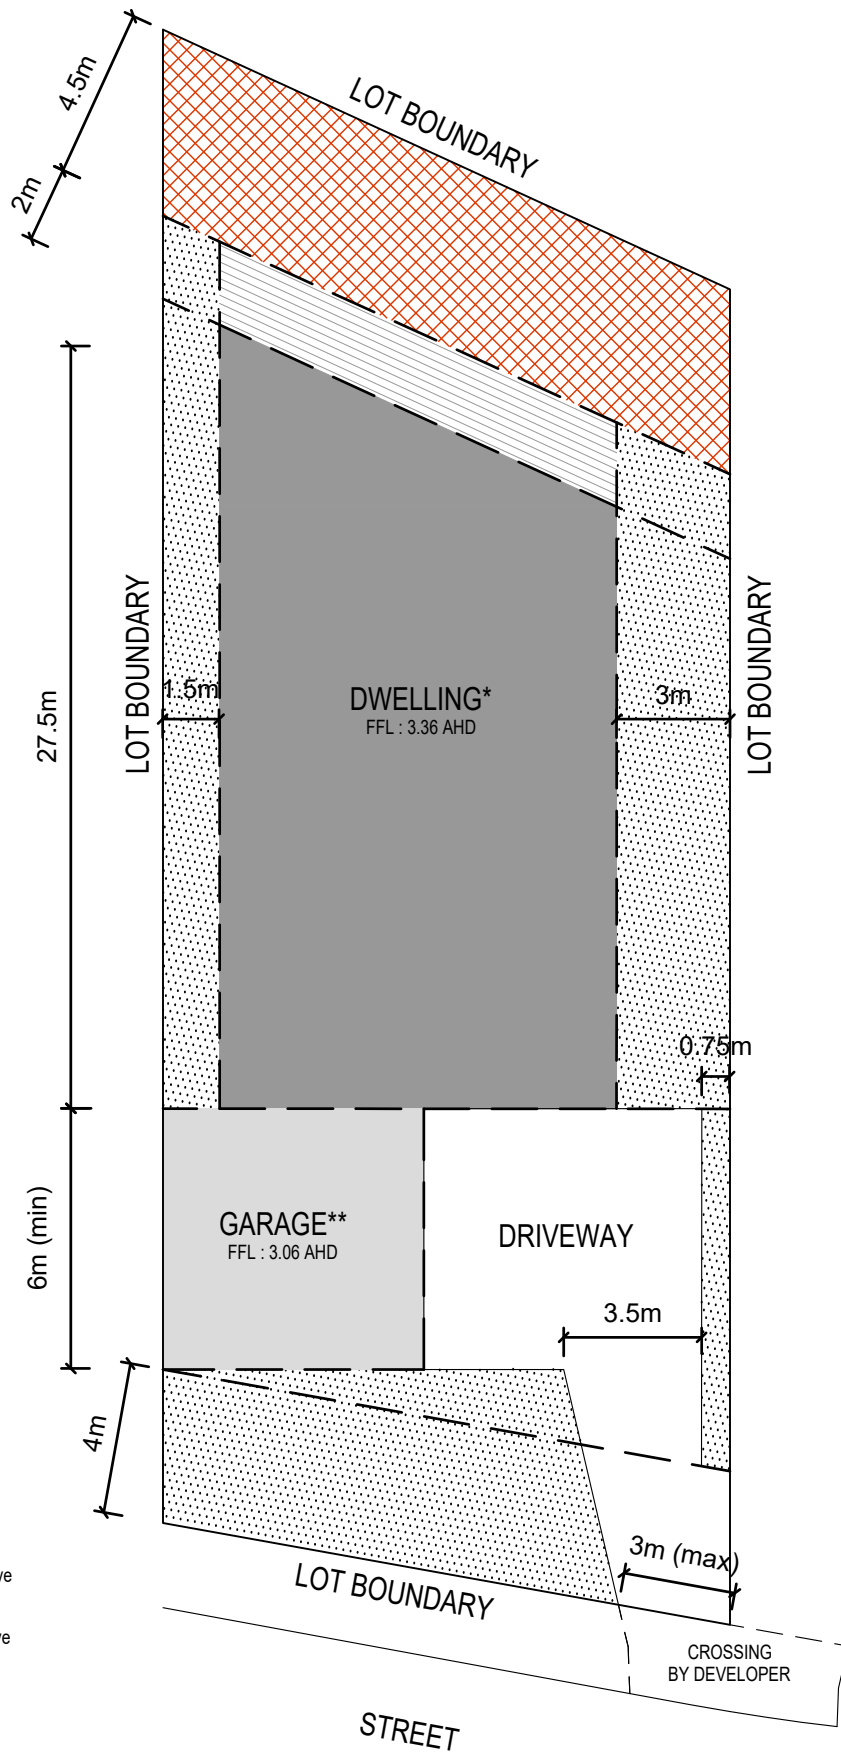 4.5m
LOT BOUNDARY
2m
LOT BOUNDARY
LOT BOUNDARY
1.5m
DWELLING*
FFL : 3.36 AHD
3m
27.5m
0.75m
6m (min)
GARAGE**
FFL : 3.06 AHD
DRIVEWAY
3.5m
4m
3m (max)
ve
LOT BOUNDARY
ve
CROSSING
BY DEVELOPER
STREET